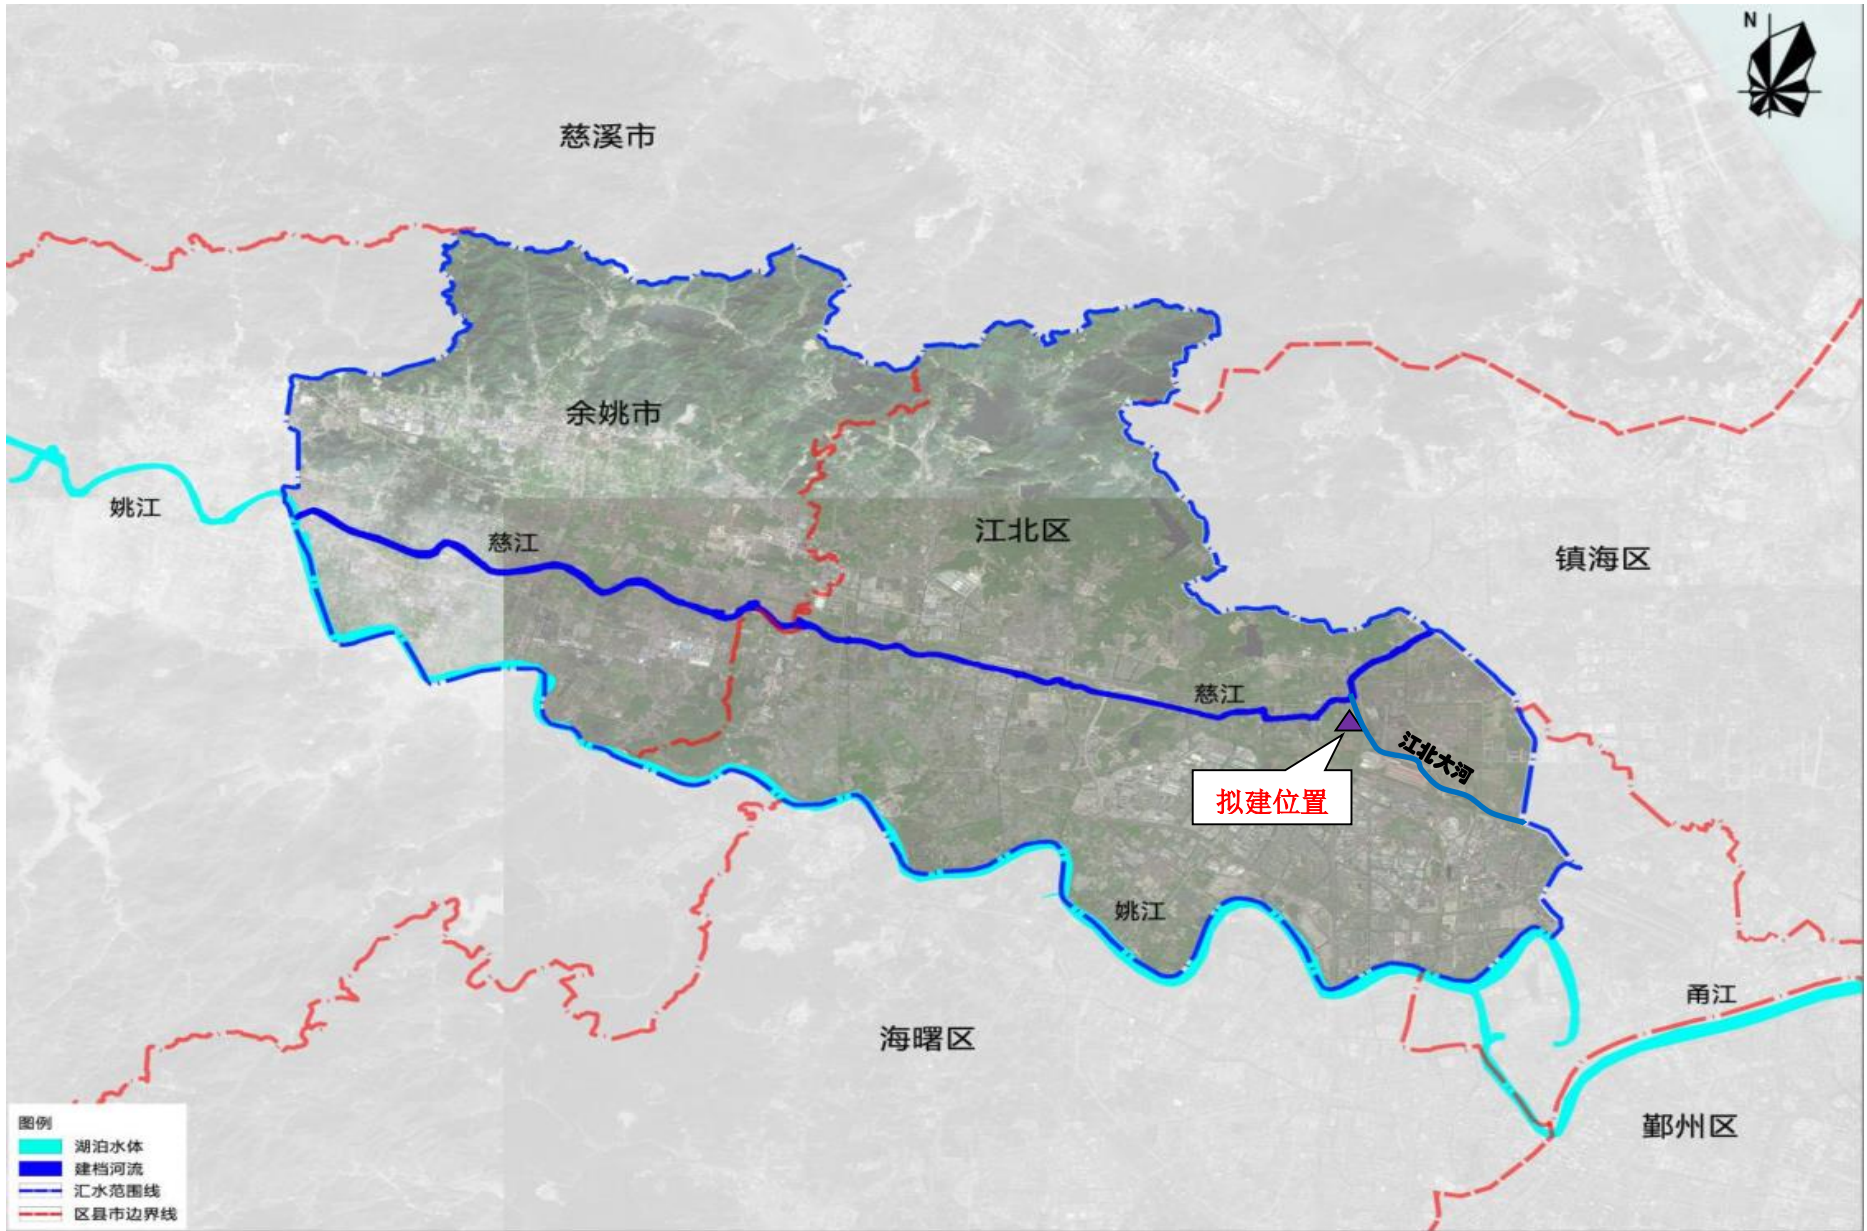 N
慈溪市
余姚市
姚江
慈江
江北区
镇海区
慈江
江北大河
拟建位置
姚江
甬江
海曙区
鄞州区
图例
湖泊水体
建档河流
汇水范围线
区县市边界线